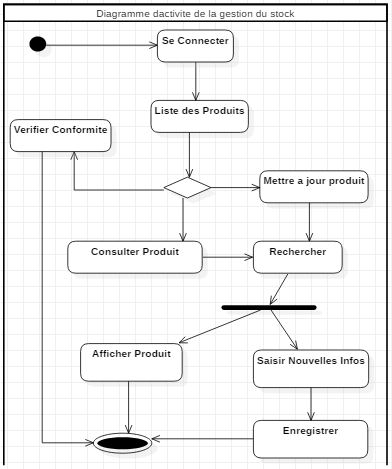 Diagramme dactivite de la gestion du stock
Se Connecter
Liste des Produits
Verifier Conformite
Mettre a jour produit
Consulter Produit
Rechercher
Afficher Produit
Saisir Nouvelles Infos
Enregistrer